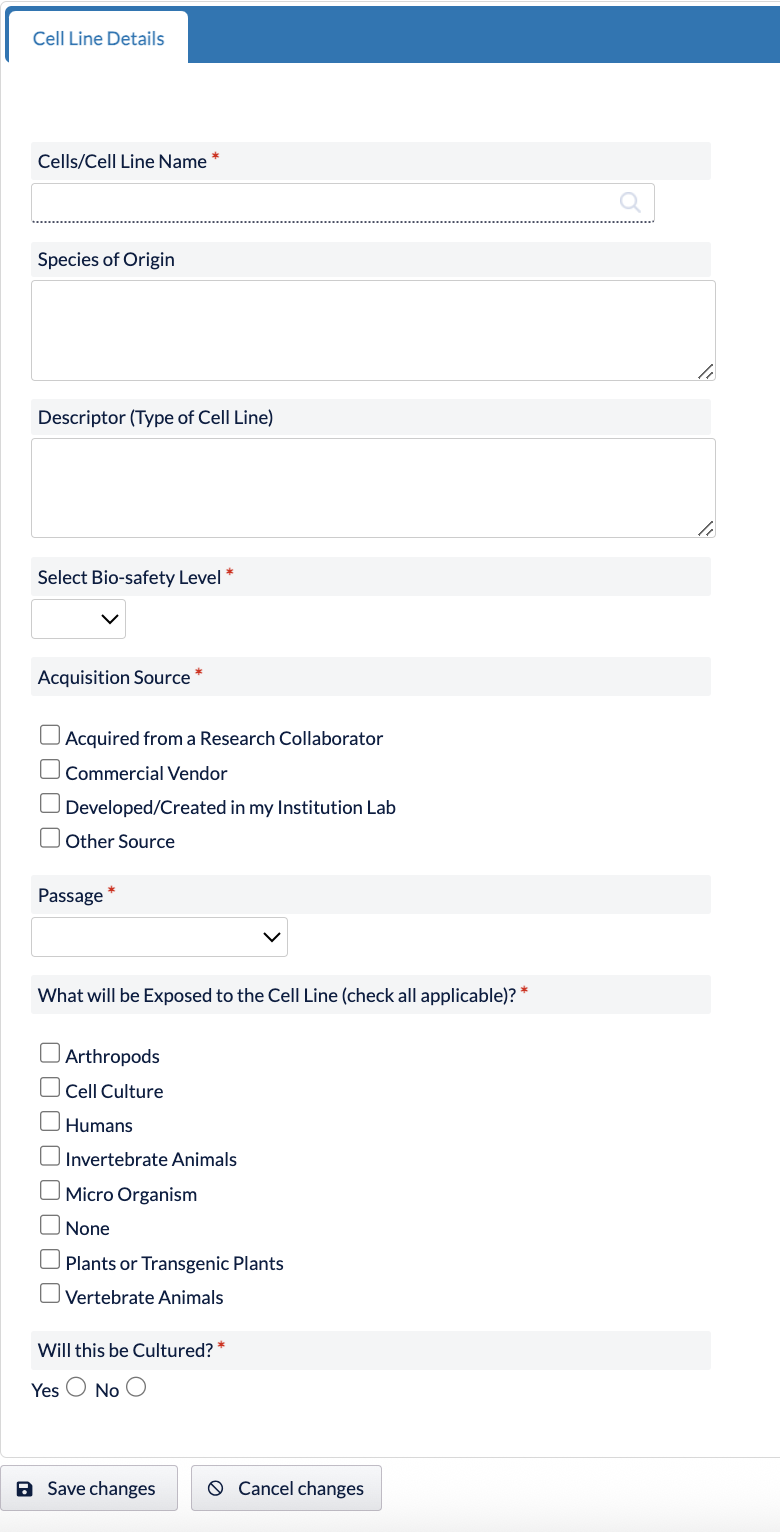 Cell Line Details
Cells/Cell Line Name *
Species of Origin
Descriptor (Type of Cell Line)
Select Bio-safety Level *
Acquisition Source *
Acquired from a Research Collaborator
Commercial Vendor
Developed/Created in my Institution Lab
Other Source
Passage *
What will be Exposed to the Cell Line (check all applicable)? *
Arthropods
Cell Culture
Humans
Invertebrate Animals
Micro Organism
None
Plants or Transgenic Plants
Vertebrate Animals
Will this be Cultured? *
Yes No
Save changes Cancel changes